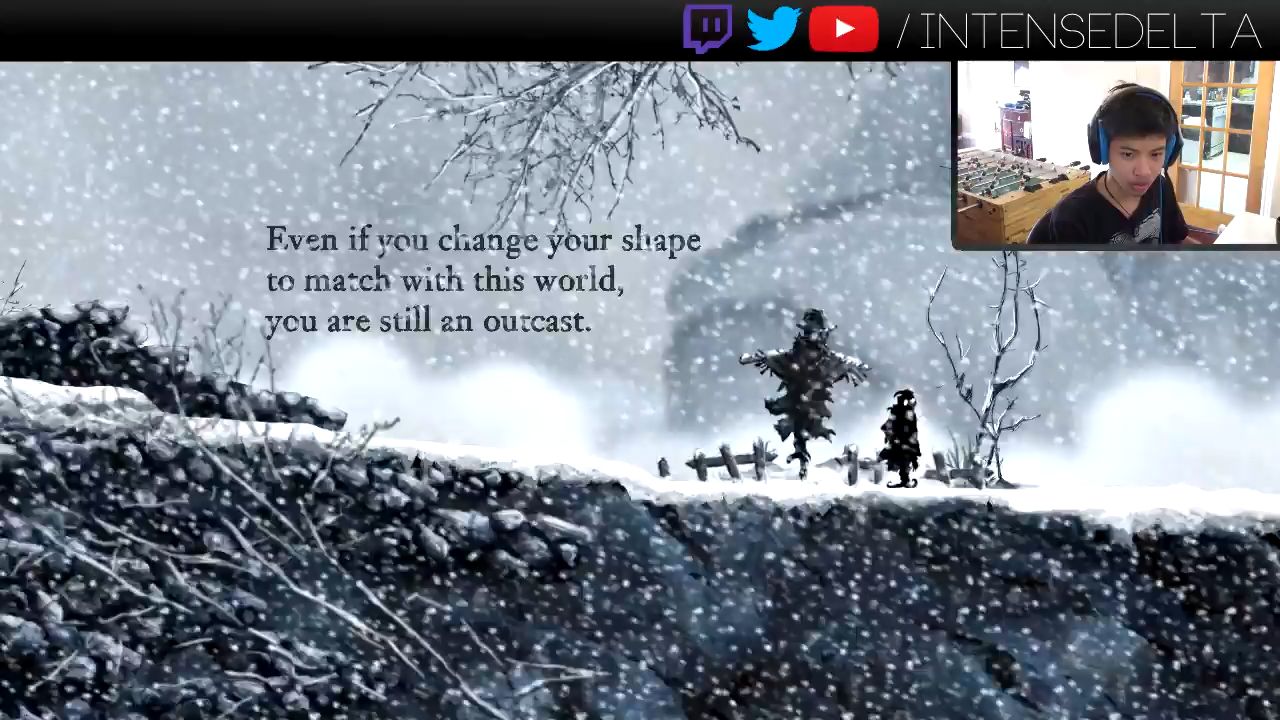 /INTENSEDELTA
Even if you change your shape
to match with this world,
you are still an outcast.